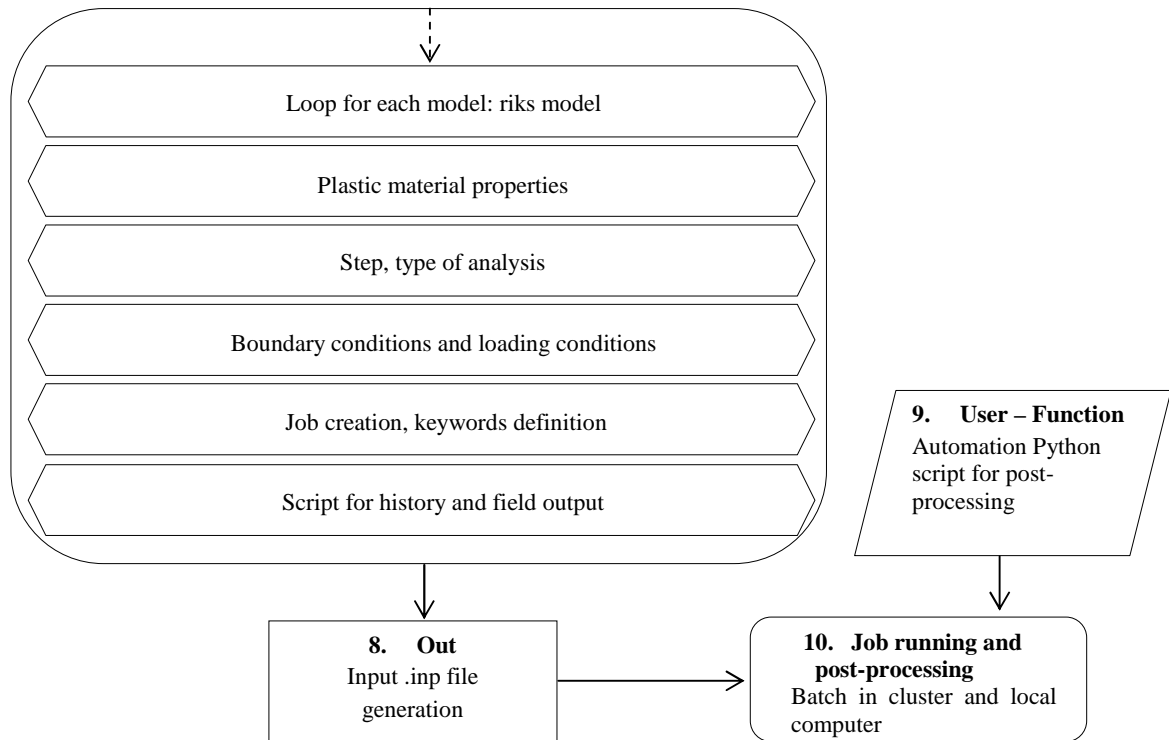 Loop for each model: riks model
Plastic material properties
Step, type of analysis
Boundary conditions and loading conditions
Job creation, keywords definition
Script for history and field output
9. User – Function
Automation Python
script for post-
processing
8. Out
Input .inp file
generation
10. Job running and
post-processing
Batch in cluster and local
computer